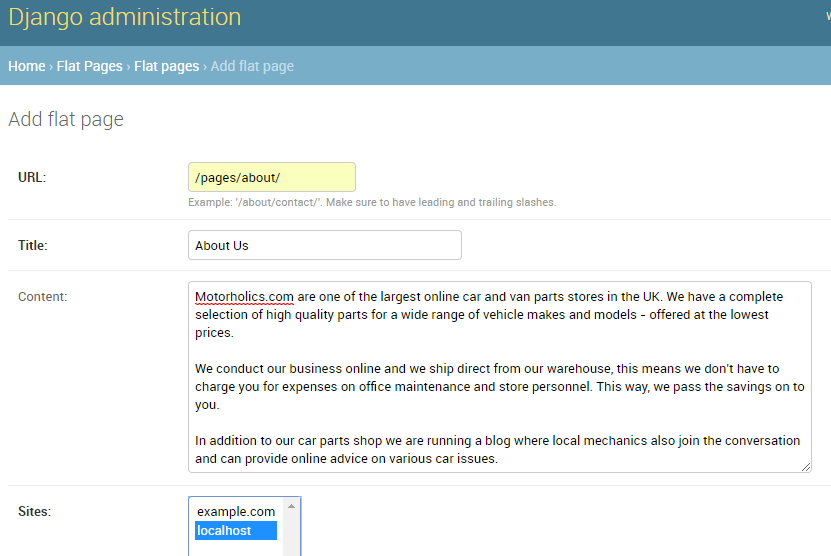 Django administration
Home › Flat Pages › Flat pages › Add flat page
Add flat page
URL: /pages/about/
Example: '/about/contact/'. Make sure to have leading and trailing slashes.
Title: About Us
Content: Motorholics.com are one of the largest online car and van parts stores in the UK. We have a complete
selection of high quality parts for a wide range of vehicle makes and models - offered at the lowest
prices.
We conduct our business online and we ship direct from our warehouse, this means we don't have to
charge you for expenses on office maintenance and store personnel. This way, we pass the savings on to
you.
In addition to our car parts shop we are running a blog where local mechanics also join the conversation
and can provide online advice on various car issues.
Sites: example.com
localhost